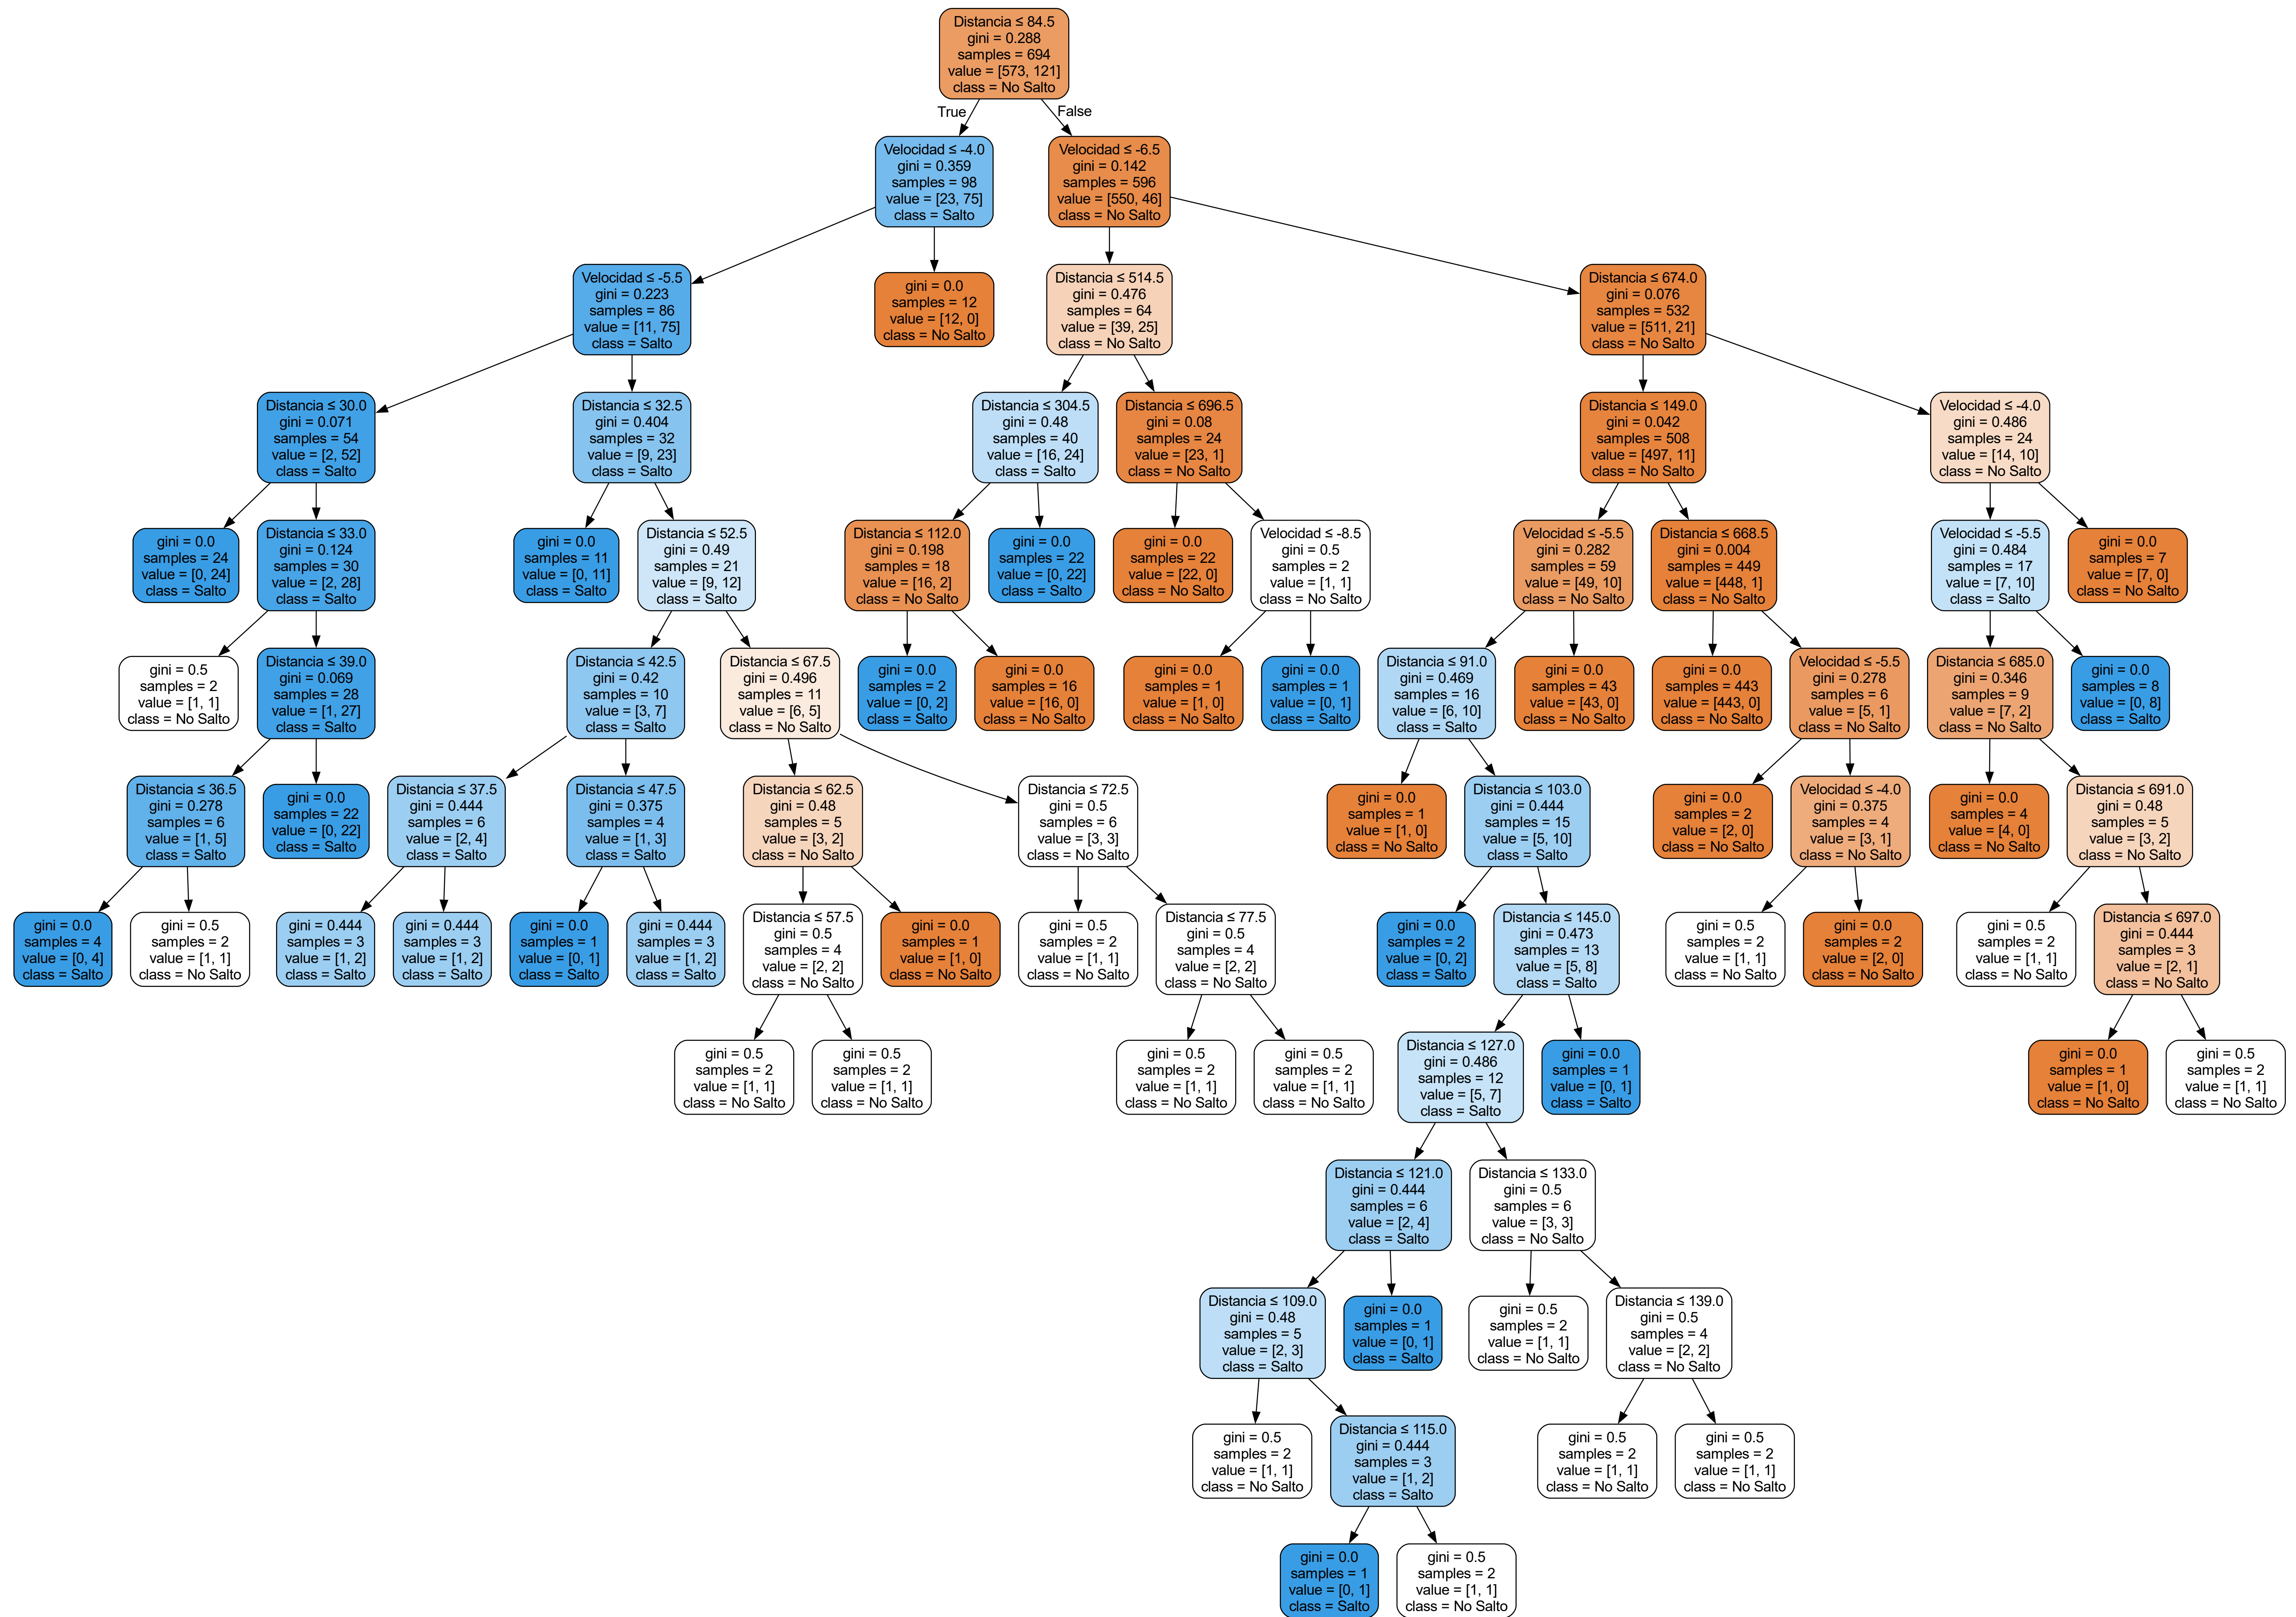 Distancia ≤ 84.5
gini = 0.288
samples = 694
value = [573, 121]
class = No Salto
True
False
Velocidad ≤ -4.0
gini = 0.359
samples = 98
value = [23, 75]
class = Salto
Velocidad ≤ -6.5
gini = 0.142
samples = 596
value = [550, 46]
class = No Salto
Velocidad ≤ -5.5
gini = 0.223
samples = 86
value = [11, 75]
class = Salto
gini = 0.0
samples = 12
value = [12, 0]
class = No Salto
Distancia ≤ 514.5
gini = 0.476
samples = 64
value = [39, 25]
class = No Salto
Distancia ≤ 674.0
gini = 0.076
samples = 532
value = [511, 21]
class = No Salto
Distancia ≤ 30.0
gini = 0.071
samples = 54
value = [2, 52]
class = Salto
Distancia ≤ 32.5
gini = 0.404
samples = 32
value = [9, 23]
class = Salto
Distancia ≤ 304.5
gini = 0.48
samples = 40
value = [16, 24]
class = Salto
Distancia ≤ 696.5
gini = 0.08
samples = 24
value = [23, 1]
class = No Salto
Distancia ≤ 149.0
gini = 0.042
samples = 508
value = [497, 11]
class = No Salto
Velocidad ≤ -4.0
gini = 0.486
samples = 24
value = [14, 10]
class = No Salto
gini = 0.0
samples = 24
value = [0, 24]
class = Salto
Distancia ≤ 33.0
gini = 0.124
samples = 30
value = [2, 28]
class = Salto
gini = 0.0
samples = 11
value = [0, 11]
class = Salto
Distancia ≤ 52.5
gini = 0.49
samples = 21
value = [9, 12]
class = Salto
Distancia ≤ 112.0
gini = 0.198
samples = 18
value = [16, 2]
class = No Salto
gini = 0.0
samples = 22
value = [0, 22]
class = Salto
gini = 0.0
samples = 22
value = [22, 0]
class = No Salto
Velocidad ≤ -8.5
gini = 0.5
samples = 2
value = [1, 1]
class = No Salto
Velocidad ≤ -5.5
gini = 0.282
samples = 59
value = [49, 10]
class = No Salto
Distancia ≤ 668.5
gini = 0.004
samples = 449
value = [448, 1]
class = No Salto
Velocidad ≤ -5.5
gini = 0.484
samples = 17
value = [7, 10]
class = Salto
gini = 0.0
samples = 7
value = [7, 0]
class = No Salto
gini = 0.5
samples = 2
value = [1, 1]
class = No Salto
Distancia ≤ 39.0
gini = 0.069
samples = 28
value = [1, 27]
class = Salto
Distancia ≤ 42.5
gini = 0.42
samples = 10
value = [3, 7]
class = Salto
Distancia ≤ 67.5
gini = 0.496
samples = 11
value = [6, 5]
class = No Salto
gini = 0.0
samples = 2
value = [0, 2]
class = Salto
gini = 0.0
samples = 16
value = [16, 0]
class = No Salto
gini = 0.0
samples = 1
value = [1, 0]
class = No Salto
gini = 0.0
samples = 1
value = [0, 1]
class = Salto
Distancia ≤ 91.0
gini = 0.469
samples = 16
value = [6, 10]
class = Salto
gini = 0.0
samples = 43
value = [43, 0]
class = No Salto
gini = 0.0
samples = 443
value = [443, 0]
class = No Salto
Velocidad ≤ -5.5
gini = 0.278
samples = 6
value = [5, 1]
class = No Salto
Distancia ≤ 685.0
gini = 0.346
samples = 9
value = [7, 2]
class = No Salto
gini = 0.0
samples = 8
value = [0, 8]
class = Salto
Distancia ≤ 36.5
gini = 0.278
samples = 6
value = [1, 5]
class = Salto
gini = 0.0
samples = 22
value = [0, 22]
class = Salto
Distancia ≤ 37.5
gini = 0.444
samples = 6
value = [2, 4]
class = Salto
Distancia ≤ 47.5
gini = 0.375
samples = 4
value = [1, 3]
class = Salto
Distancia ≤ 62.5
gini = 0.48
samples = 5
value = [3, 2]
class = No Salto
Distancia ≤ 72.5
gini = 0.5
samples = 6
value = [3, 3]
class = No Salto
gini = 0.0
samples = 1
value = [1, 0]
class = No Salto
Distancia ≤ 103.0
gini = 0.444
samples = 15
value = [5, 10]
class = Salto
gini = 0.0
samples = 2
value = [2, 0]
class = No Salto
Velocidad ≤ -4.0
gini = 0.375
samples = 4
value = [3, 1]
class = No Salto
gini = 0.0
samples = 4
value = [4, 0]
class = No Salto
Distancia ≤ 691.0
gini = 0.48
samples = 5
value = [3, 2]
class = No Salto
gini = 0.0
samples = 4
value = [0, 4]
class = Salto
gini = 0.5
samples = 2
value = [1, 1]
class = No Salto
gini = 0.444
samples = 3
value = [1, 2]
class = Salto
gini = 0.444
samples = 3
value = [1, 2]
class = Salto
gini = 0.0
samples = 1
value = [0, 1]
class = Salto
gini = 0.444
samples = 3
value = [1, 2]
class = Salto
Distancia ≤ 57.5
gini = 0.5
samples = 4
value = [2, 2]
class = No Salto
gini = 0.0
samples = 1
value = [1, 0]
class = No Salto
gini = 0.5
samples = 2
value = [1, 1]
class = No Salto
Distancia ≤ 77.5
gini = 0.5
samples = 4
value = [2, 2]
class = No Salto
gini = 0.0
samples = 2
value = [0, 2]
class = Salto
Distancia ≤ 145.0
gini = 0.473
samples = 13
value = [5, 8]
class = Salto
gini = 0.5
samples = 2
value = [1, 1]
class = No Salto
gini = 0.0
samples = 2
value = [2, 0]
class = No Salto
gini = 0.5
samples = 2
value = [1, 1]
class = No Salto
Distancia ≤ 697.0
gini = 0.444
samples = 3
value = [2, 1]
class = No Salto
gini = 0.5
samples = 2
value = [1, 1]
class = No Salto
gini = 0.5
samples = 2
value = [1, 1]
class = No Salto
gini = 0.5
samples = 2
value = [1, 1]
class = No Salto
gini = 0.5
samples = 2
value = [1, 1]
class = No Salto
Distancia ≤ 127.0
gini = 0.486
samples = 12
value = [5, 7]
class = Salto
gini = 0.0
samples = 1
value = [0, 1]
class = Salto
gini = 0.0
samples = 1
value = [1, 0]
class = No Salto
gini = 0.5
samples = 2
value = [1, 1]
class = No Salto
Distancia ≤ 121.0
gini = 0.444
samples = 6
value = [2, 4]
class = Salto
Distancia ≤ 133.0
gini = 0.5
samples = 6
value = [3, 3]
class = No Salto
Distancia ≤ 109.0
gini = 0.48
samples = 5
value = [2, 3]
class = Salto
gini = 0.0
samples = 1
value = [0, 1]
class = Salto
gini = 0.5
samples = 2
value = [1, 1]
class = No Salto
Distancia ≤ 139.0
gini = 0.5
samples = 4
value = [2, 2]
class = No Salto
gini = 0.5
samples = 2
value = [1, 1]
class = No Salto
Distancia ≤ 115.0
gini = 0.444
samples = 3
value = [1, 2]
class = Salto
gini = 0.5
samples = 2
value = [1, 1]
class = No Salto
gini = 0.5
samples = 2
value = [1, 1]
class = No Salto
gini = 0.0
samples = 1
value = [0, 1]
class = Salto
gini = 0.5
samples = 2
value = [1, 1]
class = No Salto